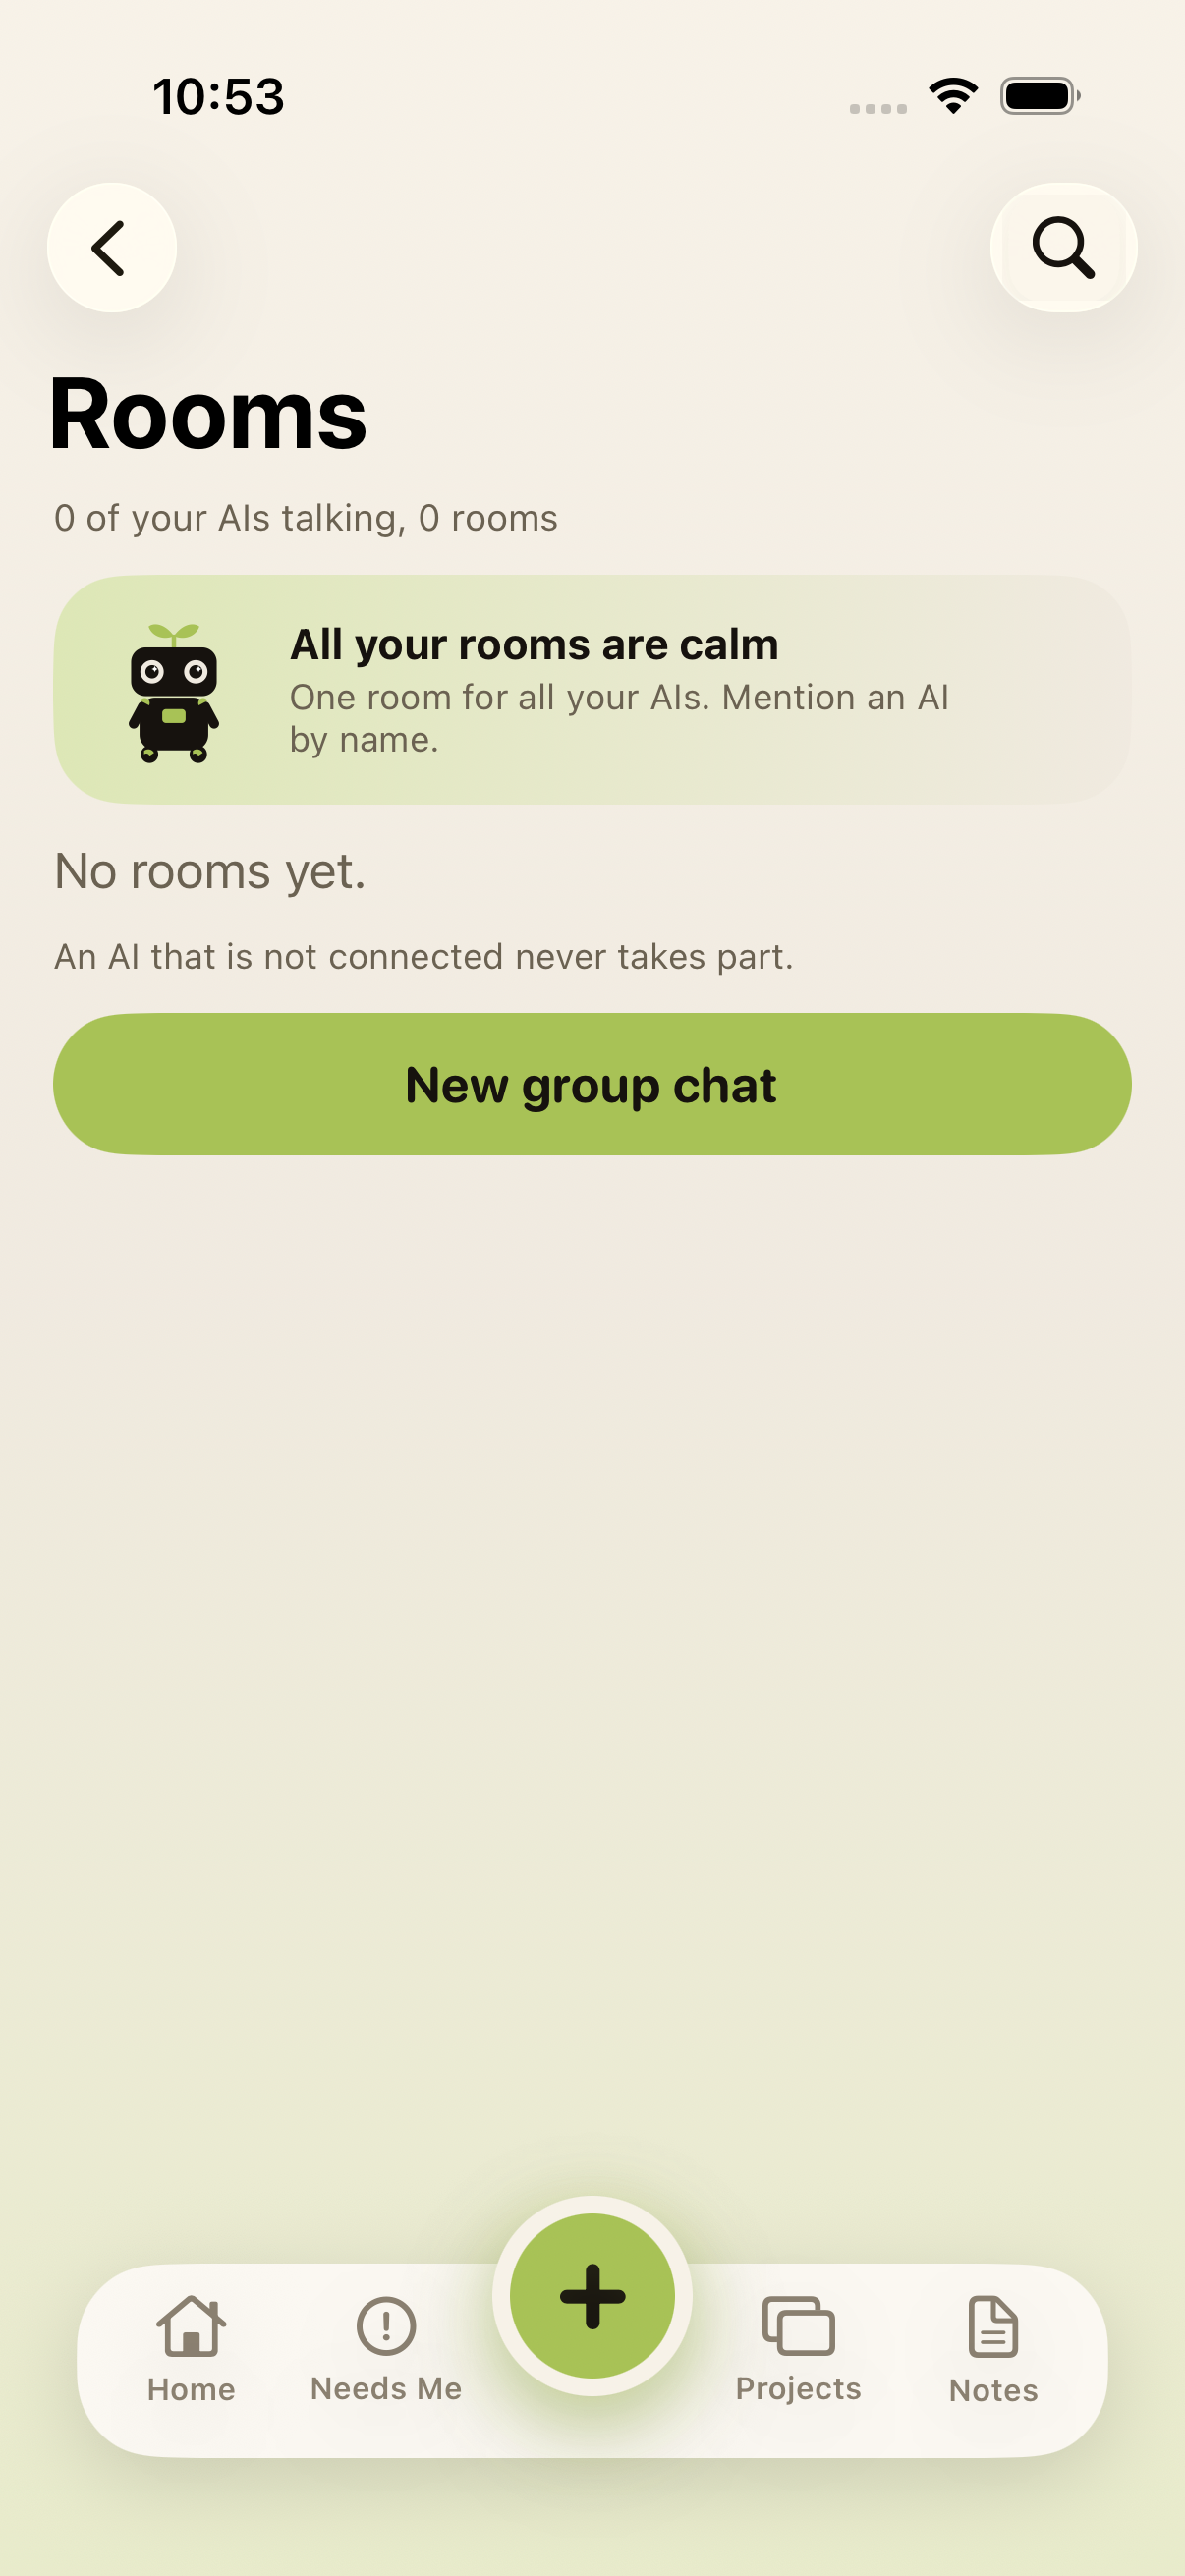 10:53
Rooms
0 of your AIs talking, 0 rooms
All your rooms are calm
One room for all your AIs. Mention an AI
by name.
No rooms yet.
An AI that is not connected never takes part.
New group chat
Home
Needs Me
Projects
Notes